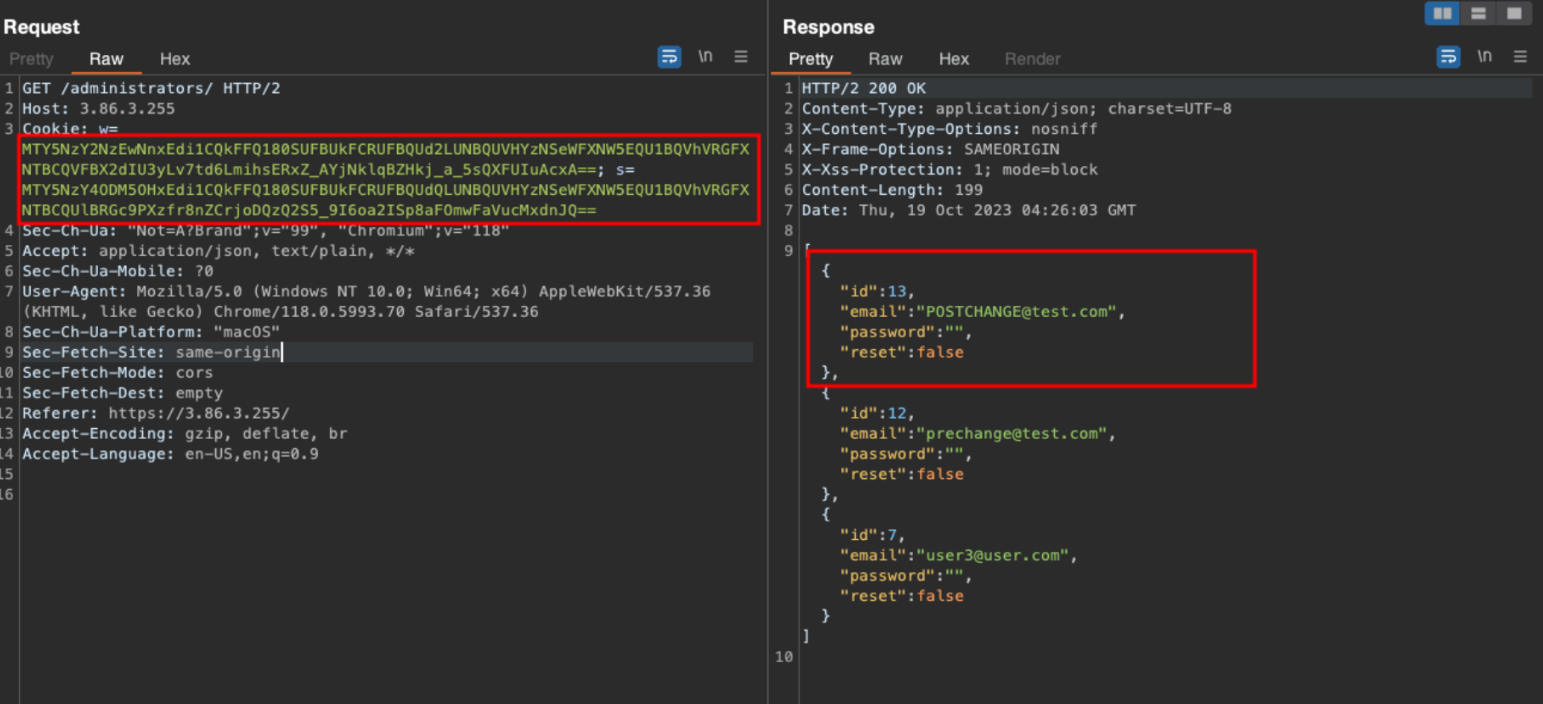 Request
Pretty Raw Hex \n
1 GET /administrators/ HTTP/2
2 Host: 3.86.3.255
3 Cookie: w=
MTY5NzY2NzEwNnxEdi1CQkFFQ180SUFBUkFCRUFBQUd2LUNBQUVHYzNSeWFXNW5EQU1BQVhVRGFX
NTBCQVFBX2dIU3yLv7td6LmihsERxZ_AYjNklqBZHkj_a_5sQXFUIuAcxA==; s=
MTY5NzY4ODM5OHxEdi1CQkFFQ180SUFBUkFCRUFBQUdQLUNBQUVHYzNSeWFXNW5EQU1BQVhVRGFX
NTBCQUlBRGc9PXzfr8nZCrjoDQzQ2S5_9I6oa2ISp8aFOmwFaVucMxdnJQ==
4 Sec-Ch-Ua: "Not=A?Brand";v="99", "Chromium";v="118"
5 Accept: application/json, text/plain, */*
6 Sec-Ch-Ua-Mobile: ?0
7 User-Agent: Mozilla/5.0 (Windows NT 10.0; Win64; x64) AppleWebKit/537.36
(KHTML, like Gecko) Chrome/118.0.5993.70 Safari/537.36
8 Sec-Ch-Ua-Platform: "macOS"
9 Sec-Fetch-Site: same-origin
10 Sec-Fetch-Mode: cors
11 Sec-Fetch-Dest: empty
12 Referer: https://3.86.3.255/
13 Accept-Encoding: gzip, deflate, br
14 Accept-Language: en-US,en;q=0.9
15
16
Response
Pretty Raw Hex Render \n
1 HTTP/2 200 OK
2 Content-Type: application/json; charset=UTF-8
3 X-Content-Type-Options: nosniff
4 X-Frame-Options: SAMEORIGIN
5 X-Xss-Protection: 1; mode=block
6 Content-Length: 199
7 Date: Thu, 19 Oct 2023 04:26:03 GMT
8
9 [
{
"id":13,
"email":"POSTCHANGE@test.com",
"password":"",
"reset":false
},
{
"id":12,
"email":"prechange@test.com",
"password":"",
"reset":false
},
{
"id":7,
"email":"user3@user.com",
"password":"",
"reset":false
}
]
10